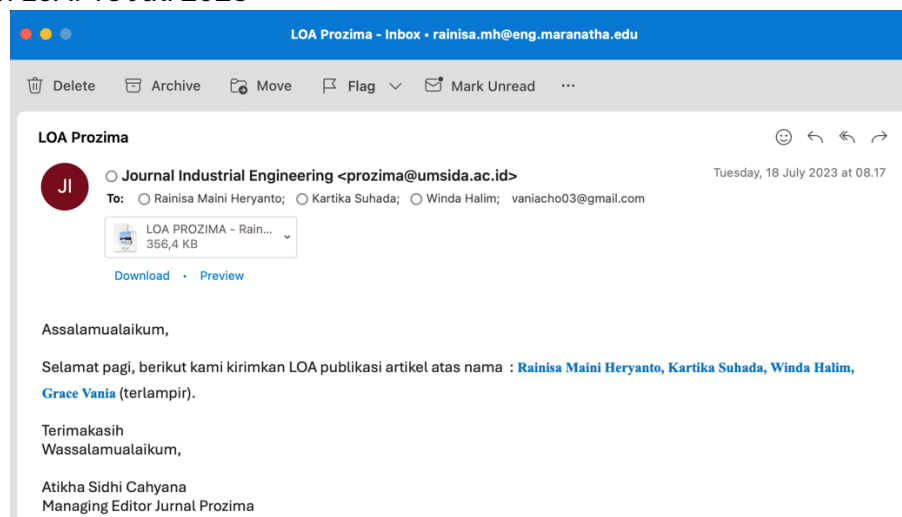 LOA Prozima - Inbox • rainisa.mh@eng.maranatha.edu
Delete Archive Move Flag Mark Unread ...
LOA Prozima
JI
Journal Industrial Engineering <prozima@umsida.ac.id>
Tuesday, 18 July 2023 at 08.17
To: Rainisa Maini Heryanto; Kartika Suhada; Winda Halim; vaniacho03@gmail.com
LOA PROZIMA - Rain...
356,4 KB
Download • Preview
Assalamualaikum,
Selamat pagi, berikut kami kirimkan LOA publikasi artikel atas nama : Rainisa Maini Heryanto, Kartika Suhada, Winda Halim,
Grace Vania (terlampir).
Terimakasih
Wassalamualaikum,
Atikha Sidhi Cahyana
Managing Editor Jurnal Prozima